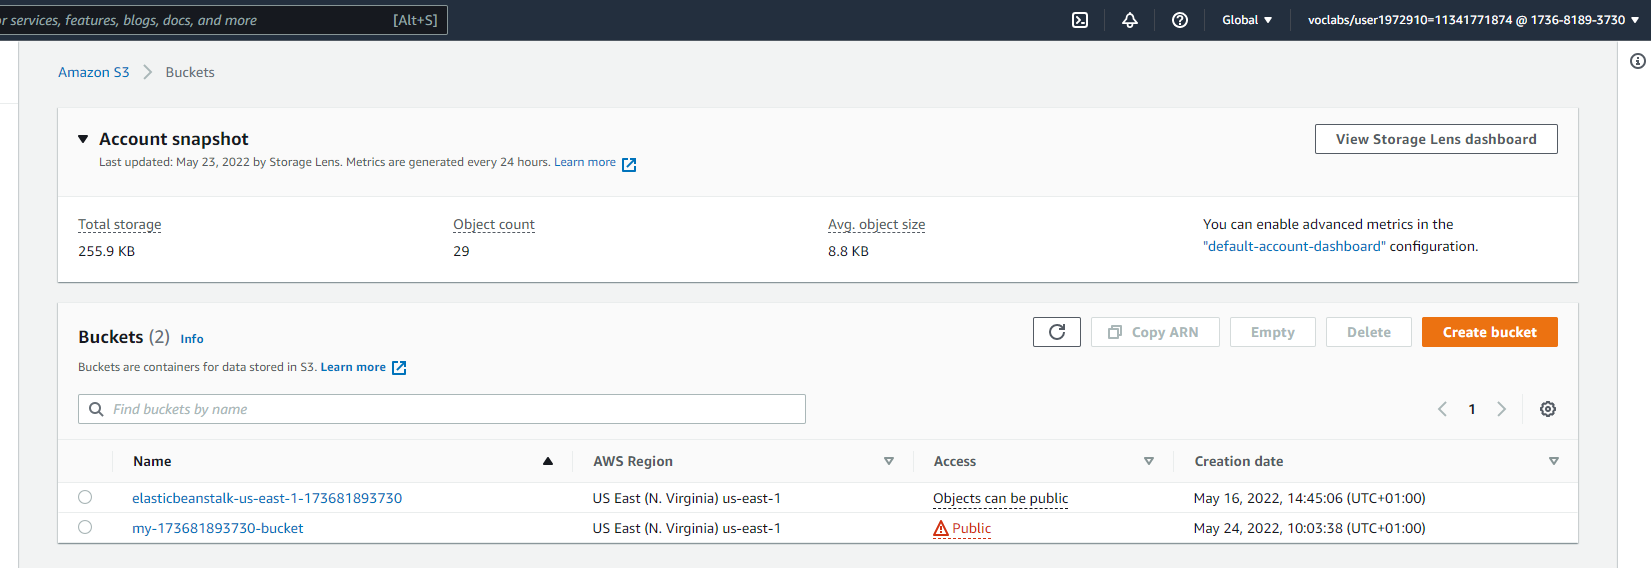 or services, features, blogs, docs, and more [Alt+S] Global voclabs/user1972910=11341771874 @ 1736-8189-3730
Amazon S3 Buckets
Account snapshot View Storage Lens dashboard
Last updated: May 23, 2022 by Storage Lens. Metrics are generated every 24 hours. Learn more
Total storage Object count Avg. object size You can enable advanced metrics in the
255.9 KB 29 8.8 KB "default-account-dashboard" configuration.
Buckets (2) Info Copy ARN Empty Delete Create bucket
Buckets are containers for data stored in S3. Learn more
Find buckets by name 1
Name AWS Region Access Creation date
elasticbeanstalk-us-east-1-173681893730 US East (N. Virginia) us-east-1 Objects can be public May 16, 2022, 14:45:06 (UTC+01:00)
my-173681893730-bucket US East (N. Virginia) us-east-1 Public May 24, 2022, 10:03:38 (UTC+01:00)